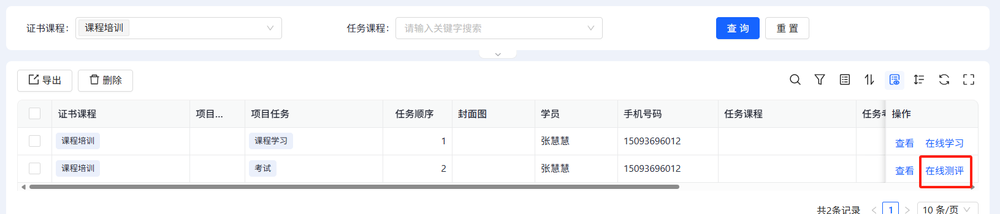 证书课程： 课程培训 任务课程： 请输入关键字搜索 查 询 重 置
导出 删除
证书课程 项目... 项目任务 任务顺序 封面图 学员 手机号码 任务课程 任务 操作
课程培训 课程学习 1 张慧慧 15093696012 查看 在线学习
课程培训 考试 2 张慧慧 15093696012 查看 在线测评
共2条记录 1 10 条/页